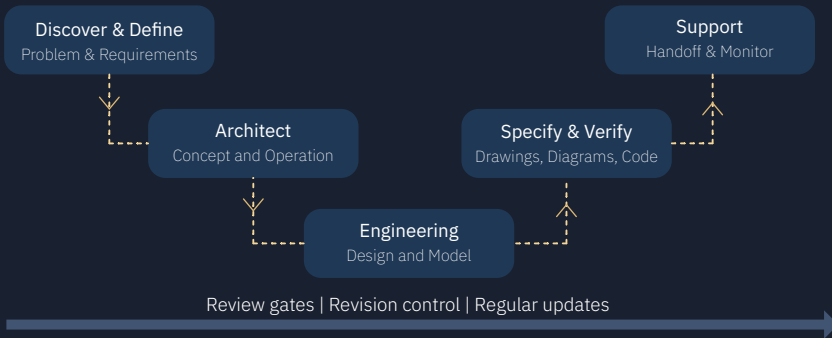 Discover & Define
Problem & Requirements
Architect
Concept and Operation
Engineering
Design and Model
Specify & Verify
Drawings, Diagrams, Code
Support
Handoff & Monitor
Review gates | Revision control | Regular updates